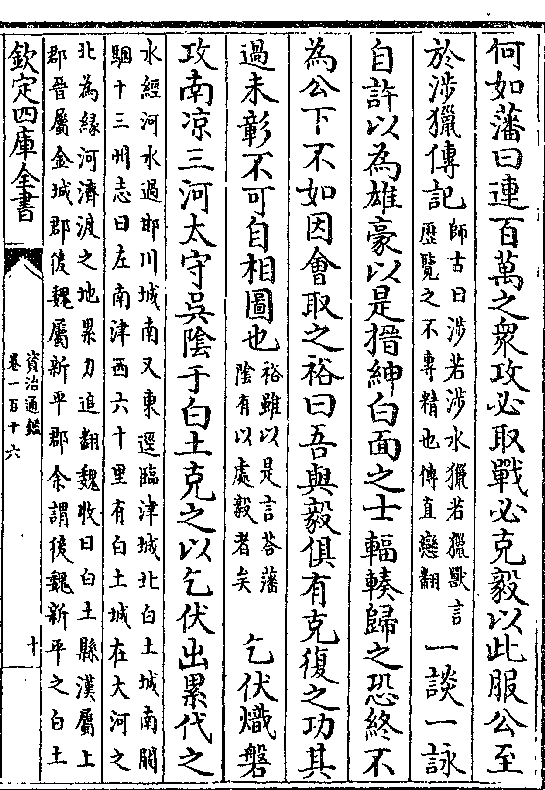 何如藩曰連百萬之衆攻必取戰必克毅以此服公至
於涉獵傳記師古曰涉若涉水獵若獵獸言歷覽之不專精也傳直戀翻一談一詠
自許以為雄豪以是搢紳白面之士輻輳歸之恐終不
為公下不如因會取之裕曰吾與毅俱有克復之功其
過未彰不可自相圖也裕雖以是言荅藩隂有以處毅者矣 乞伏熾磐
攻南凉三河太守吳隂于白土克之以乞伏出累代之
水經河水過邯川城南又東逕臨津城北白土城南闞
駰十三州志曰左南津西六十里有白土城在大河之
北為緣河濟渡之地累力追翻魏收曰白土縣漢屬上
郡晉屬金城郡後魏屬新平郡余謂後魏新平之白土
欽定四庫全書
資治通鑑
卷一百十六
十